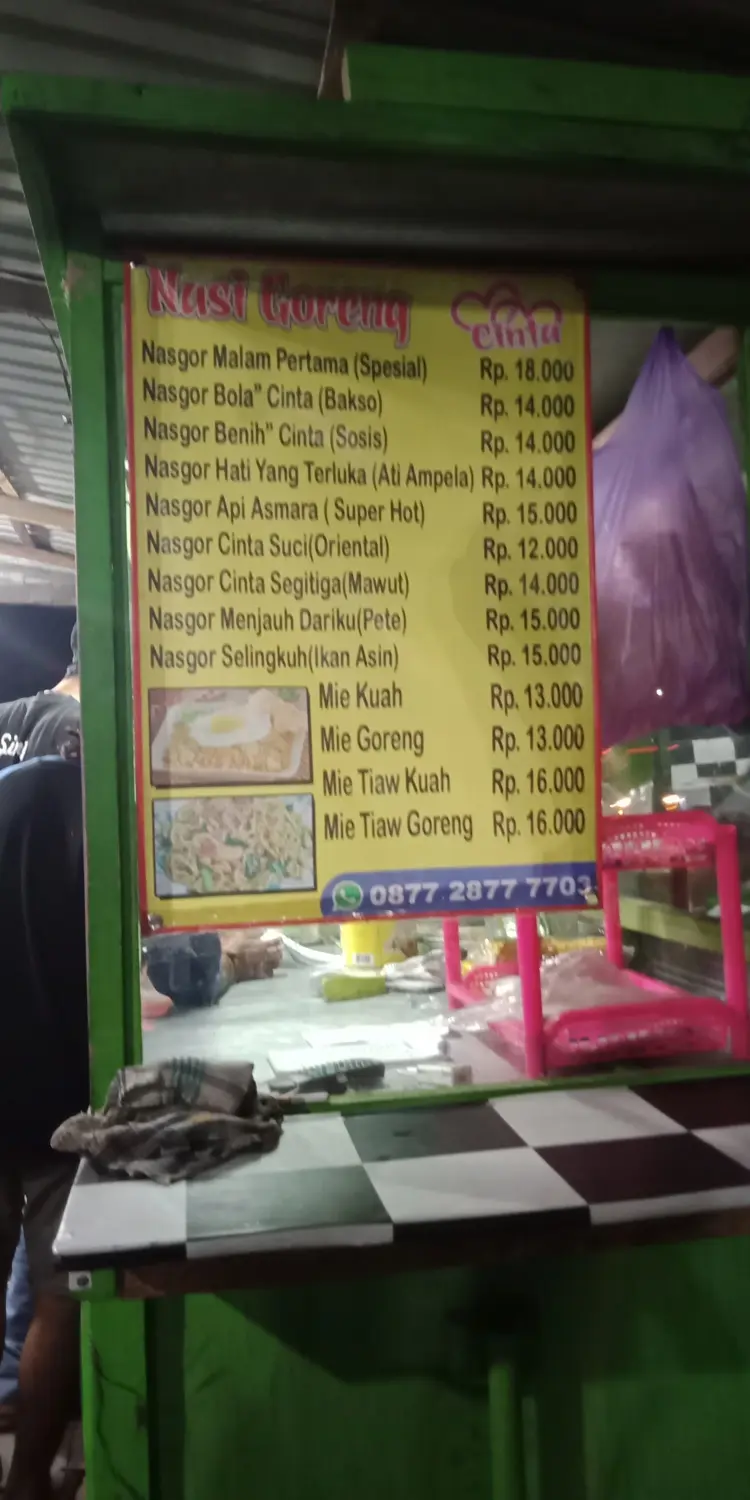 Nasi Goreng
Cinta
Nasgor Malam Pertama (Spesial) Rp. 18.000
Nasgor Bola" Cinta (Bakso) Rp. 14.000
Nasgor Benih" Cinta (Sosis) Rp. 14.000
Nasgor Hati Yang Terluka (Ati Ampela) Rp. 14.000
Nasgor Api Asmara ( Super Hot) Rp. 15.000
Nasgor Cinta Suci(Oriental) Rp. 12.000
Nasgor Cinta Segitiga(Mawut) Rp. 14.000
Nasgor Menjauh Dariku(Pete) Rp. 15.000
Nasgor Selingkuh(Ikan Asin) Rp. 15.000
Mie Kuah Rp. 13.000
Mie Goreng Rp. 13.000
Mie Tiaw Kuah Rp. 16.000
Mie Tiaw Goreng Rp. 16.000
0877 2877 7703